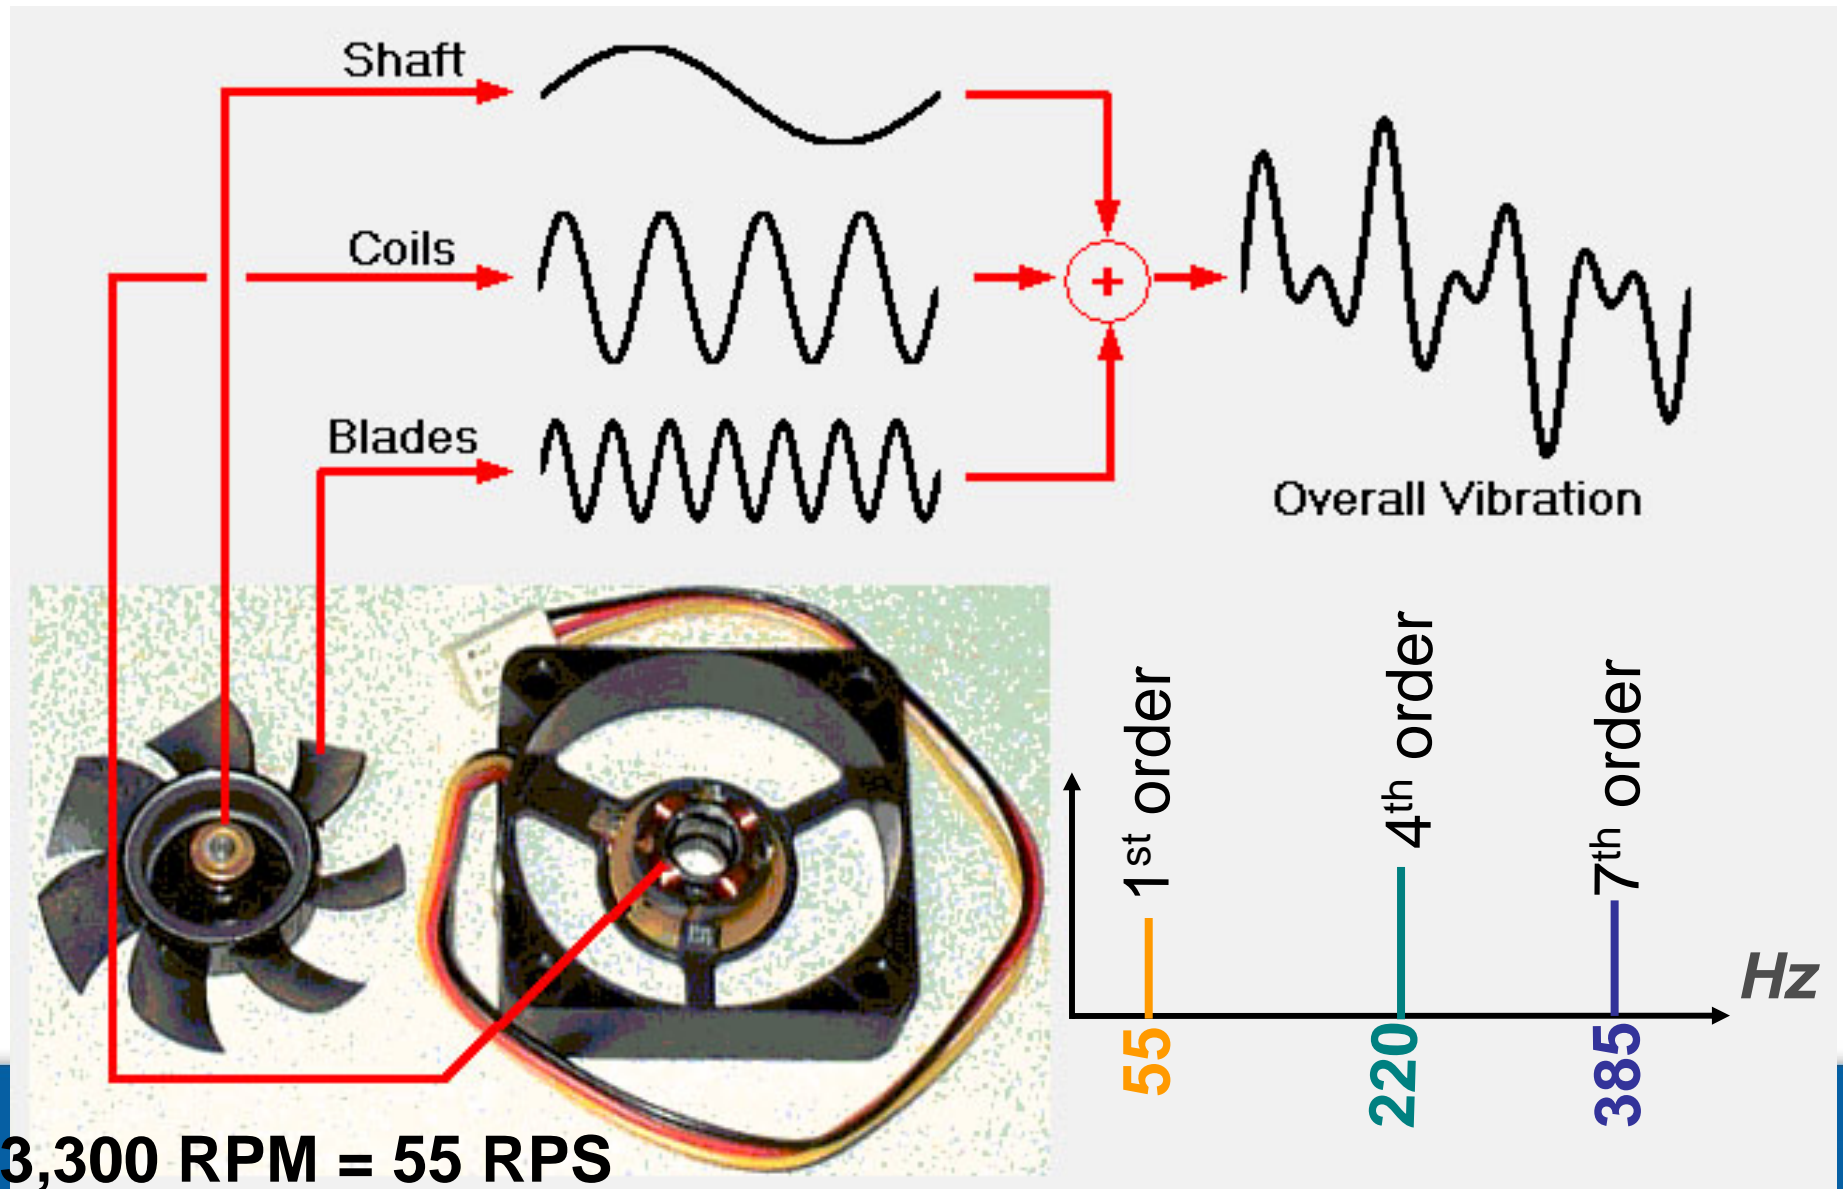 Shaft
Coils
Blades
+
Overall Vibration
1st order
4th order
7th order
Hz
55
220
385
3,300 RPM = 55 RPS